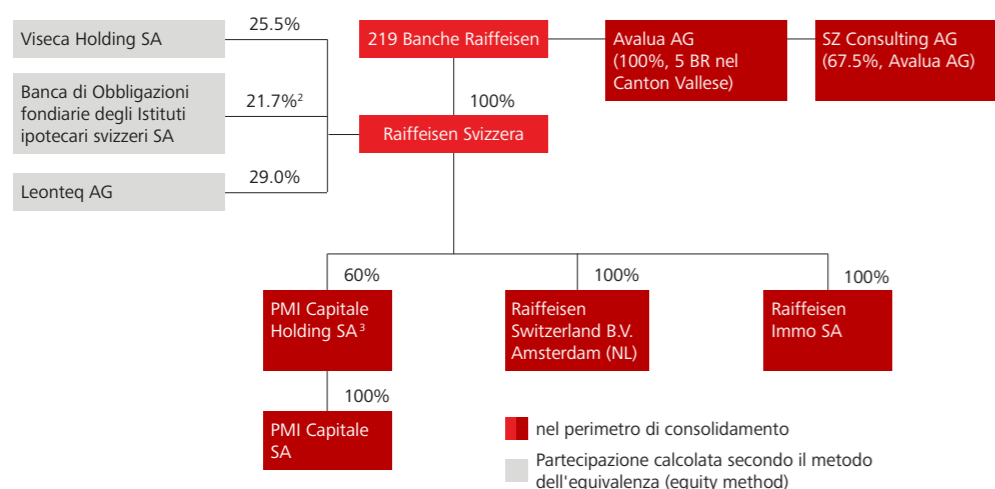 Viseca Holding SA
25.5%
Banca di Obbligazioni
fondiarie degli Istituti
ipotecari svizzeri SA
21.7%²
Leonteq AG
29.0%
219 Banche Raiffeisen
100%
Raiffeisen Svizzera
Avalua AG
(100%, 5 BR nel
Canton Vallese)
SZ Consulting AG
(67.5%, Avalua AG)
60%
PMI Capitale
Holding SA³
100%
PMI Capitale
SA
100%
Raiffeisen
Switzerland B.V.
Amsterdam (NL)
100%
Raiffeisen
Immo SA
nel perimetro di consolidamento
Partecipazione calcolata secondo il metodo
dell'equivalenza (equity method)